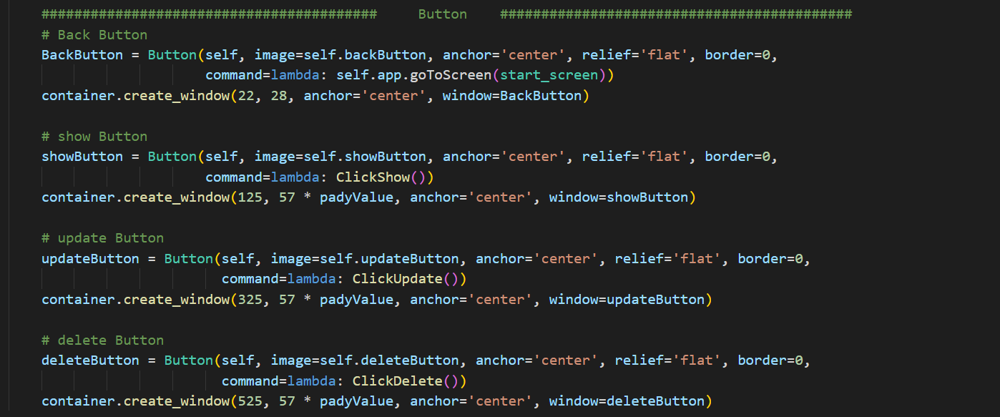 #########################################     Button    ###########################################
# Back Button
BackButton = Button(self, image=self.backButton, anchor='center', relief='flat', border=0,
                    command=lambda: self.app.goToScreen(start_screen))
container.create_window(22, 28, anchor='center', window=BackButton)

# show Button
showButton = Button(self, image=self.showButton, anchor='center', relief='flat', border=0,
                    command=lambda: ClickShow())
container.create_window(125, 57 * padyValue, anchor='center', window=showButton)

# update Button
updateButton = Button(self, image=self.updateButton, anchor='center', relief='flat', border=0,
                      command=lambda: ClickUpdate())
container.create_window(325, 57 * padyValue, anchor='center', window=updateButton)

# delete Button
deleteButton = Button(self, image=self.deleteButton, anchor='center', relief='flat', border=0,
                      command=lambda: ClickDelete())
container.create_window(525, 57 * padyValue, anchor='center', window=deleteButton)